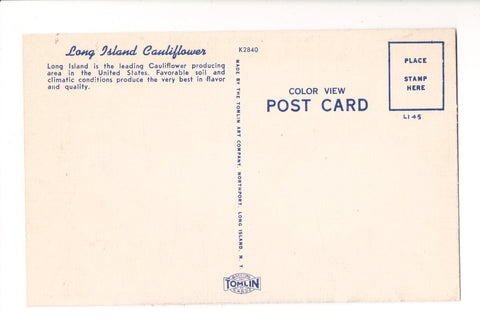 Long Island Cauliflower
Long Island is the leading Cauliflower producing
area in the United States. Favorable soil and
climatic conditions produce the very best in flavor
and quality.
K2840
MADE BY THE TOMLIN ART COMPANY, NORTHPORT, LONG ISLAND, N. Y.
COLOR VIEW
POST CARD
PLACE
STAMP
HERE
LI-45
TOMLIN